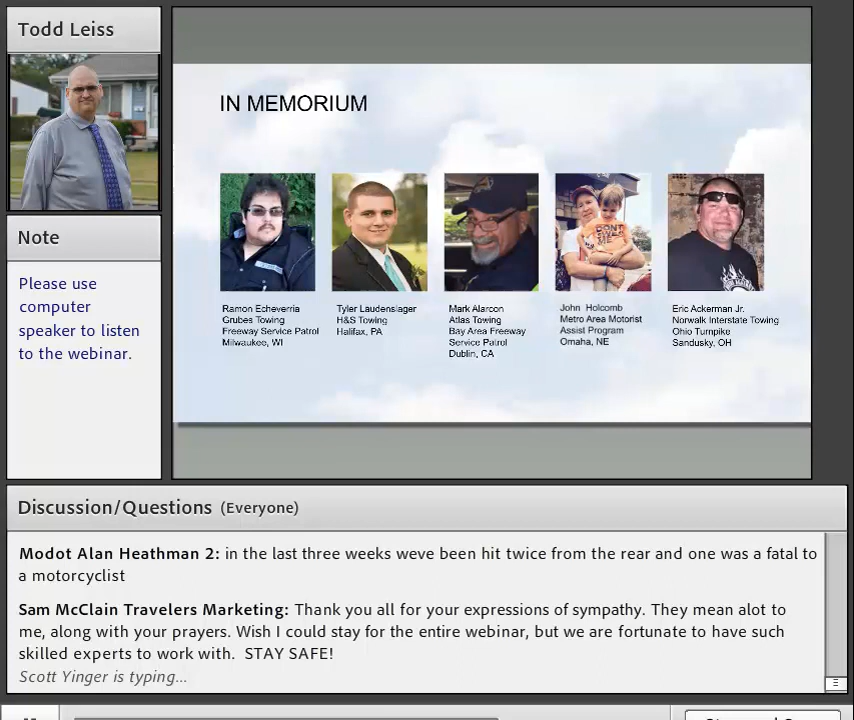 Todd Leiss
Note
Please use
computer
speaker to listen
to the webinar.
IN MEMORIUM
Ramon Echeverria
Grubes Towing
Freeway Service Patrol
Milwaukee, WI
Tyler Laudenslager
H&S Towing
Halifax, PA
Mark Alarcon
Atlas Towing
Bay Area Freeway
Service Patrol
Dublin, CA
John Holcomb
Metro Area Motorist
Assist Program
Omaha, NE
Eric Ackerman Jr.
Norwalk Interstate Towing
Ohio Turnpike
Sandusky, OH
Discussion/Questions (Everyone)
Modot Alan Heathman 2: in the last three weeks weve been hit twice from the rear and one was a fatal to
a motorcyclist
Sam McClain Travelers Marketing: Thank you all for your expressions of sympathy. They mean alot to
me, along with your prayers. Wish I could stay for the entire webinar, but we are fortunate to have such
skilled experts to work with. STAY SAFE!
Scott Yinger is typing...